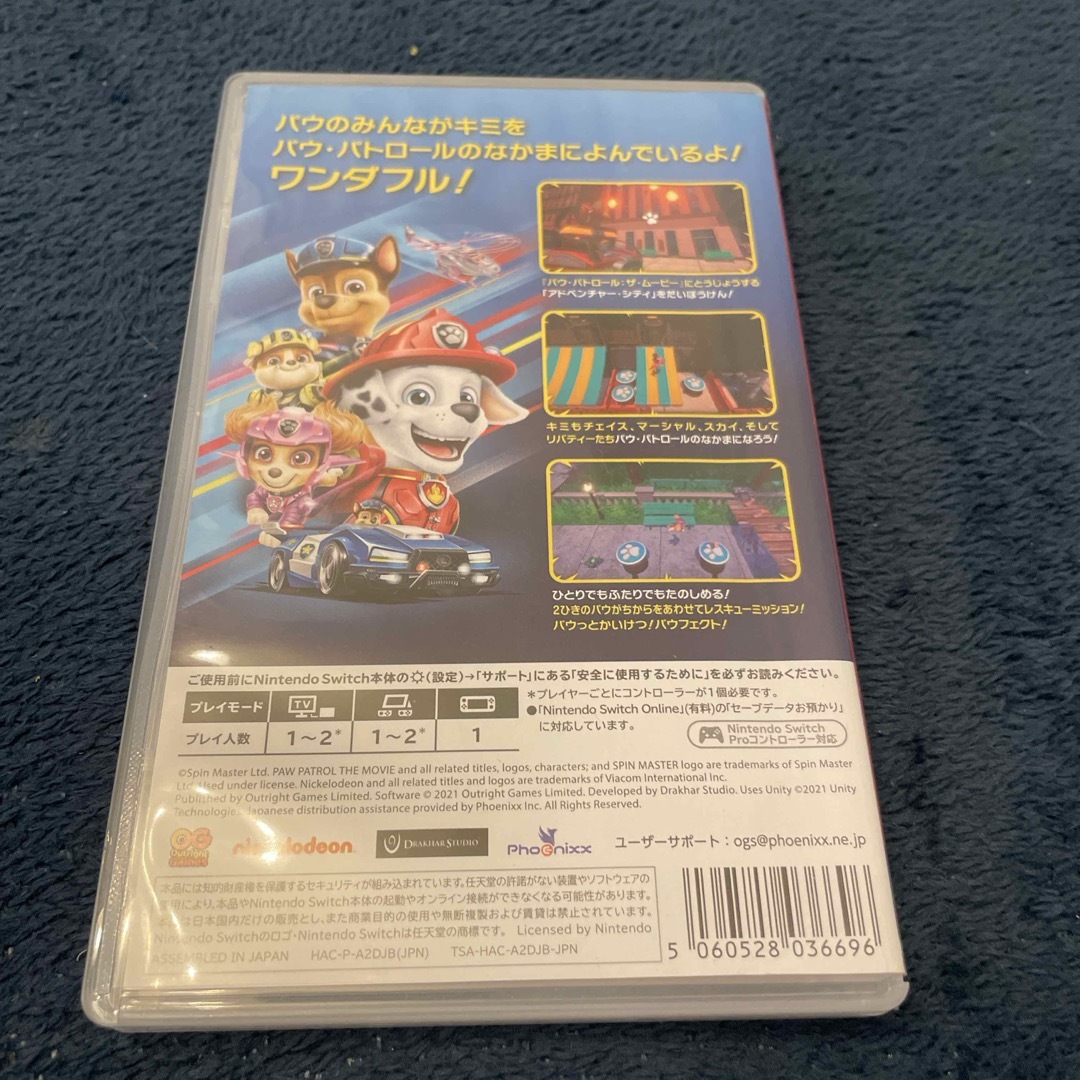 パウのみんながキミを
パウ・パトロールのなかまによんでいるよ!
ワンダフル!
『パウ・パトロール:ザ・ムービー』にとうじょうする
「アドベンチャー・シティ」をだいぼうけん!
キミもチェイス、マーシャル、スカイ、そして
リバティーたちパウ・パトロールのなかまになろう!
ひとりでもふたりでもたのしめる!
2ひきのパウがちからをあわせてレスキューミッション!
パウっとかいけつ!パウフェクト!
ご使用前にNintendo Switch本体の(設定)→「サポート」にある「安全に使用するために」を必ずお読みください。
プレイモード TV
プレイ人数 1~2* 1~2* 1
*プレイヤーごとにコントローラーが1個必要です。
●「Nintendo Switch Online」(有料)の「セーブデータお預かり」
に対応しています。
Nintendo Switch
Proコントローラー対応
©Spin Master Ltd. PAW PATROL THE MOVIE and all related titles, logos, characters; and SPIN MASTER logo are trademarks of Spin Master
Ltd. Used under license. Nickelodeon and all related titles and logos are trademarks of Viacom International Inc.
Published by Outright Games Limited. Software © 2021 Outright Games Limited. Developed by Drakhar Studio. Uses Unity ©2021 Unity
Technologies. Japanese distribution assistance provided by Phoenixx Inc. All Rights Reserved.
OG Outright Games nickelodeon DRAKHAR STUDIO Phoenixx ユーザーサポート:ogs@phoenixx.ne.jp
本品には知的財産権を保護するセキュリティが組み込まれています。任天堂の許諾がない装置やソフトウェアの
使用により、本品やNintendo Switch本体の起動やオンライン接続ができなくなる可能性があります。
本品は日本国内だけの販売とし、また商業目的の使用や無断複製および賃貸は禁止されています。
Nintendo Switchのロゴ・Nintendo Switchは任天堂の商標です。 Licensed by Nintendo
ASSEMBLED IN JAPAN HAC-P-A2DJB(JPN) TSA-HAC-A2DJB-JPN
5 060528 036696